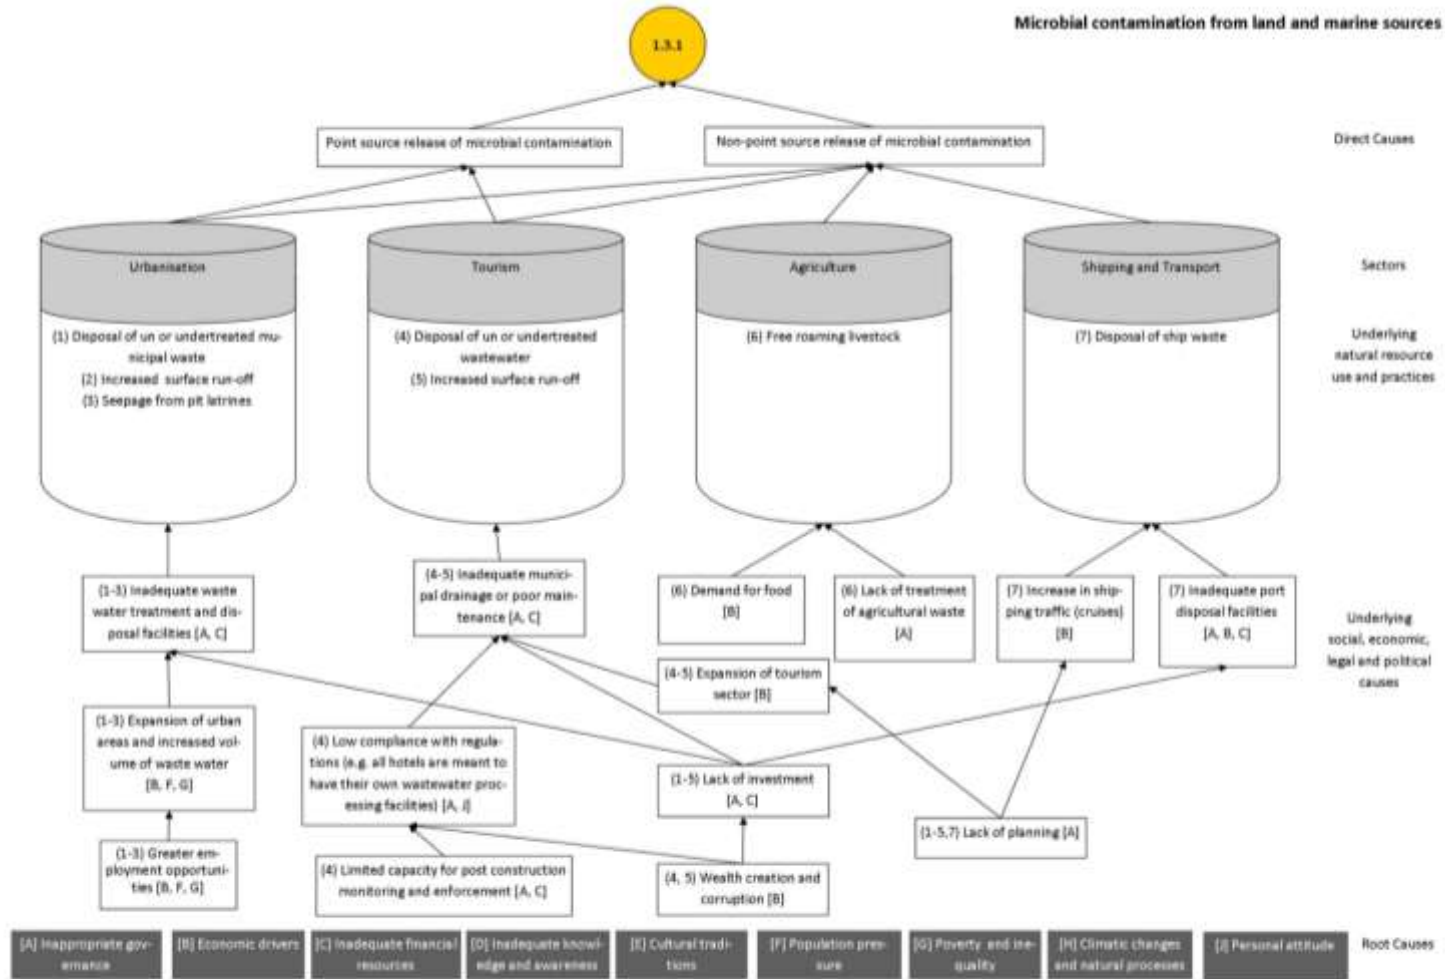 Microbial contamination from land and marine sources
1.3.1
Point source release of microbial contamination
Non-point source release of microbial contamination
Direct Causes
Urbanisation
Tourism
Agriculture
Shipping and Transport
Sectors
(1) Disposal of un or undertreated mu-
nicipal waste
(2) Increased surface run-off
(3) Seepage from pit latrines
(4) Disposal of un or undertreated
wastewater
(5) Increased surface run-off
(6) Free roaming livestock
(7) Disposal of ship waste
Underlying
natural resource
use and practices
(1-3) Inadequate waste
water treatment and dis-
posal facilities [A, C]
(4-5) Inadequate munici-
pal drainage or poor main-
tenance [A, C]
(6) Demand for food
[B]
(6) Lack of treatment
of agricultural waste
[A]
(7) Increase in ship-
ping traffic (cruises)
[B]
(7) Inadequate port
disposal facilities
[A, B, C]
Underlying
social, economic,
legal and political
causes
(4-5) Expansion of tourism
sector [B]
(1-3) Expansion of urban
areas and increased vol-
ume of waste water
[B, F, G]
(4) Low compliance with regula-
tions (e.g. all hotels are meant to
have their own wastewater proc-
essing facilities) [A, J]
(1-5) Lack of investment
[A, C]
(1-5,7) Lack of planning [A]
(1-3) Greater em-
ployment opportuni-
ties [B, F, G]
(4) Limited capacity for post construction
monitoring and enforcement [A, C]
(4, 5) Wealth creation and
corruption [B]
[A] Inappropriate gov-
ernance
[B] Economic drivers
[C] Inadequate financial
resources
[D] Inadequate knowl-
edge and awareness
[E] Cultural tradi-
tions
[F] Population pres-
sure
[G] Poverty and ine-
quality
[H] Climatic changes
and natural processes
[J] Personal attitude
Root Causes